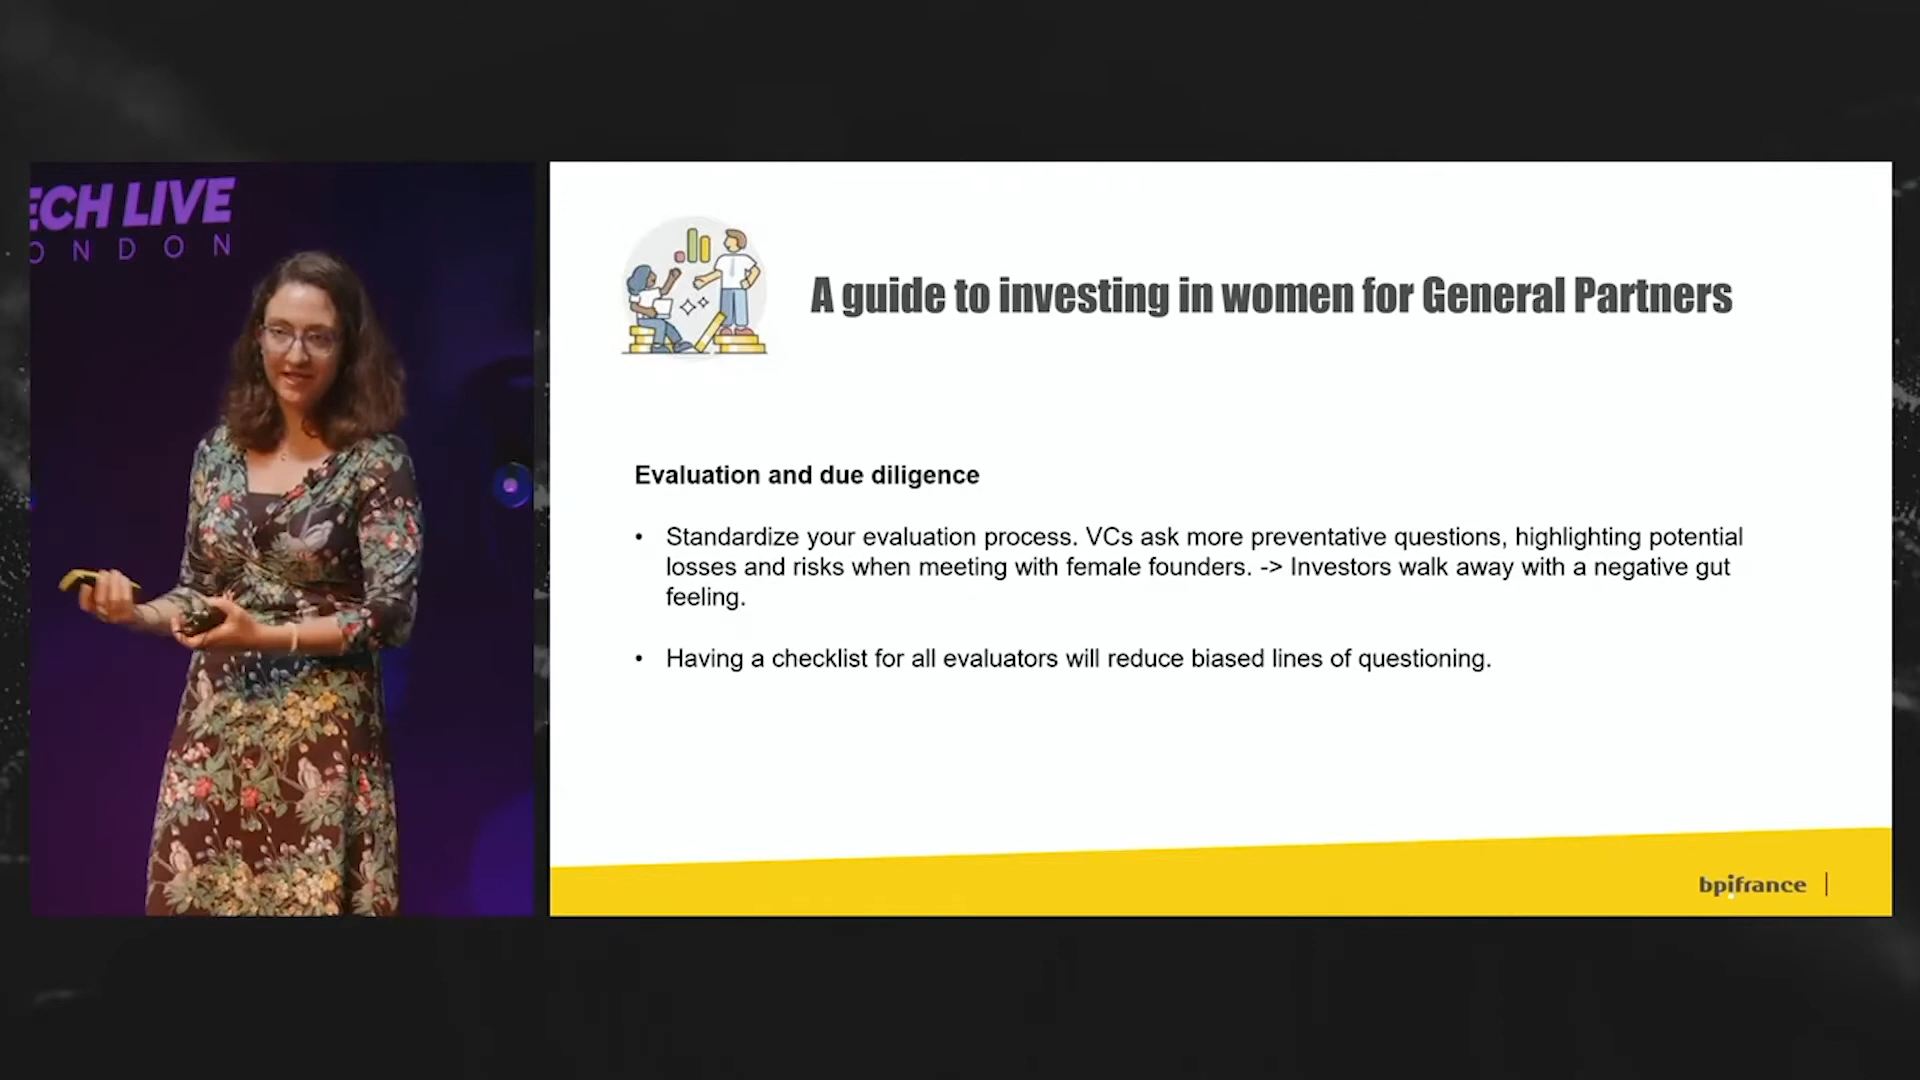 ECH LIVE
ONDON
A guide to investing in women for General Partners
Evaluation and due diligence
• Standardize your evaluation process. VCs ask more preventative questions, highlighting potential
losses and risks when meeting with female founders. -> Investors walk away with a negative gut
feeling.
• Having a checklist for all evaluators will reduce biased lines of questioning.
bpifrance